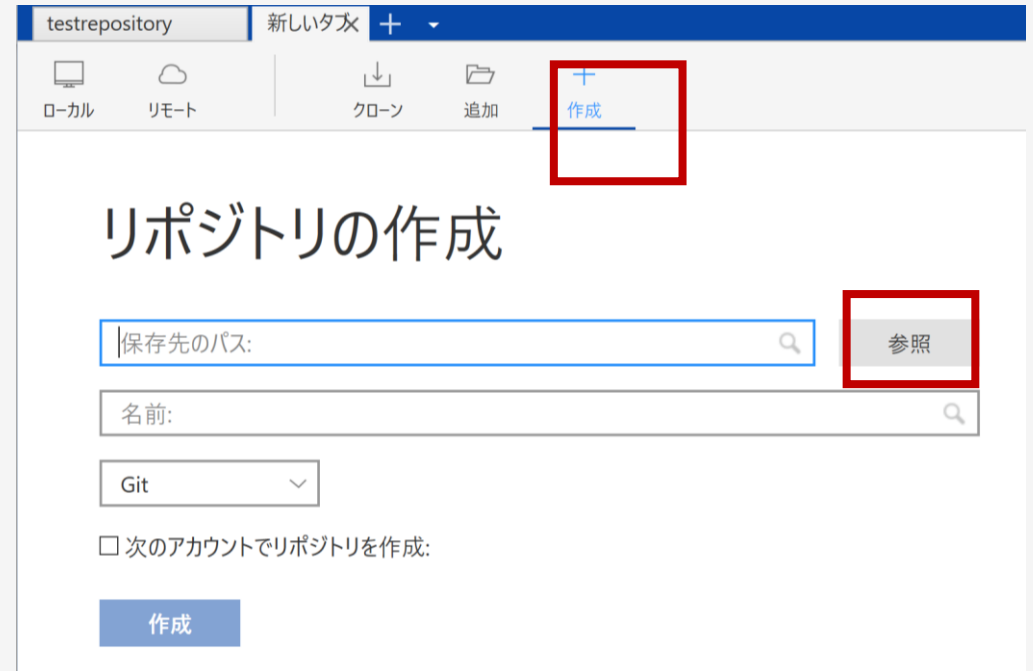 testrepository 新しいタブ
ローカル リモート クローン 追加 作成
リポジトリの作成
保存先のパス: 参照
名前:
Git
次のアカウントでリポジトリを作成:
作成